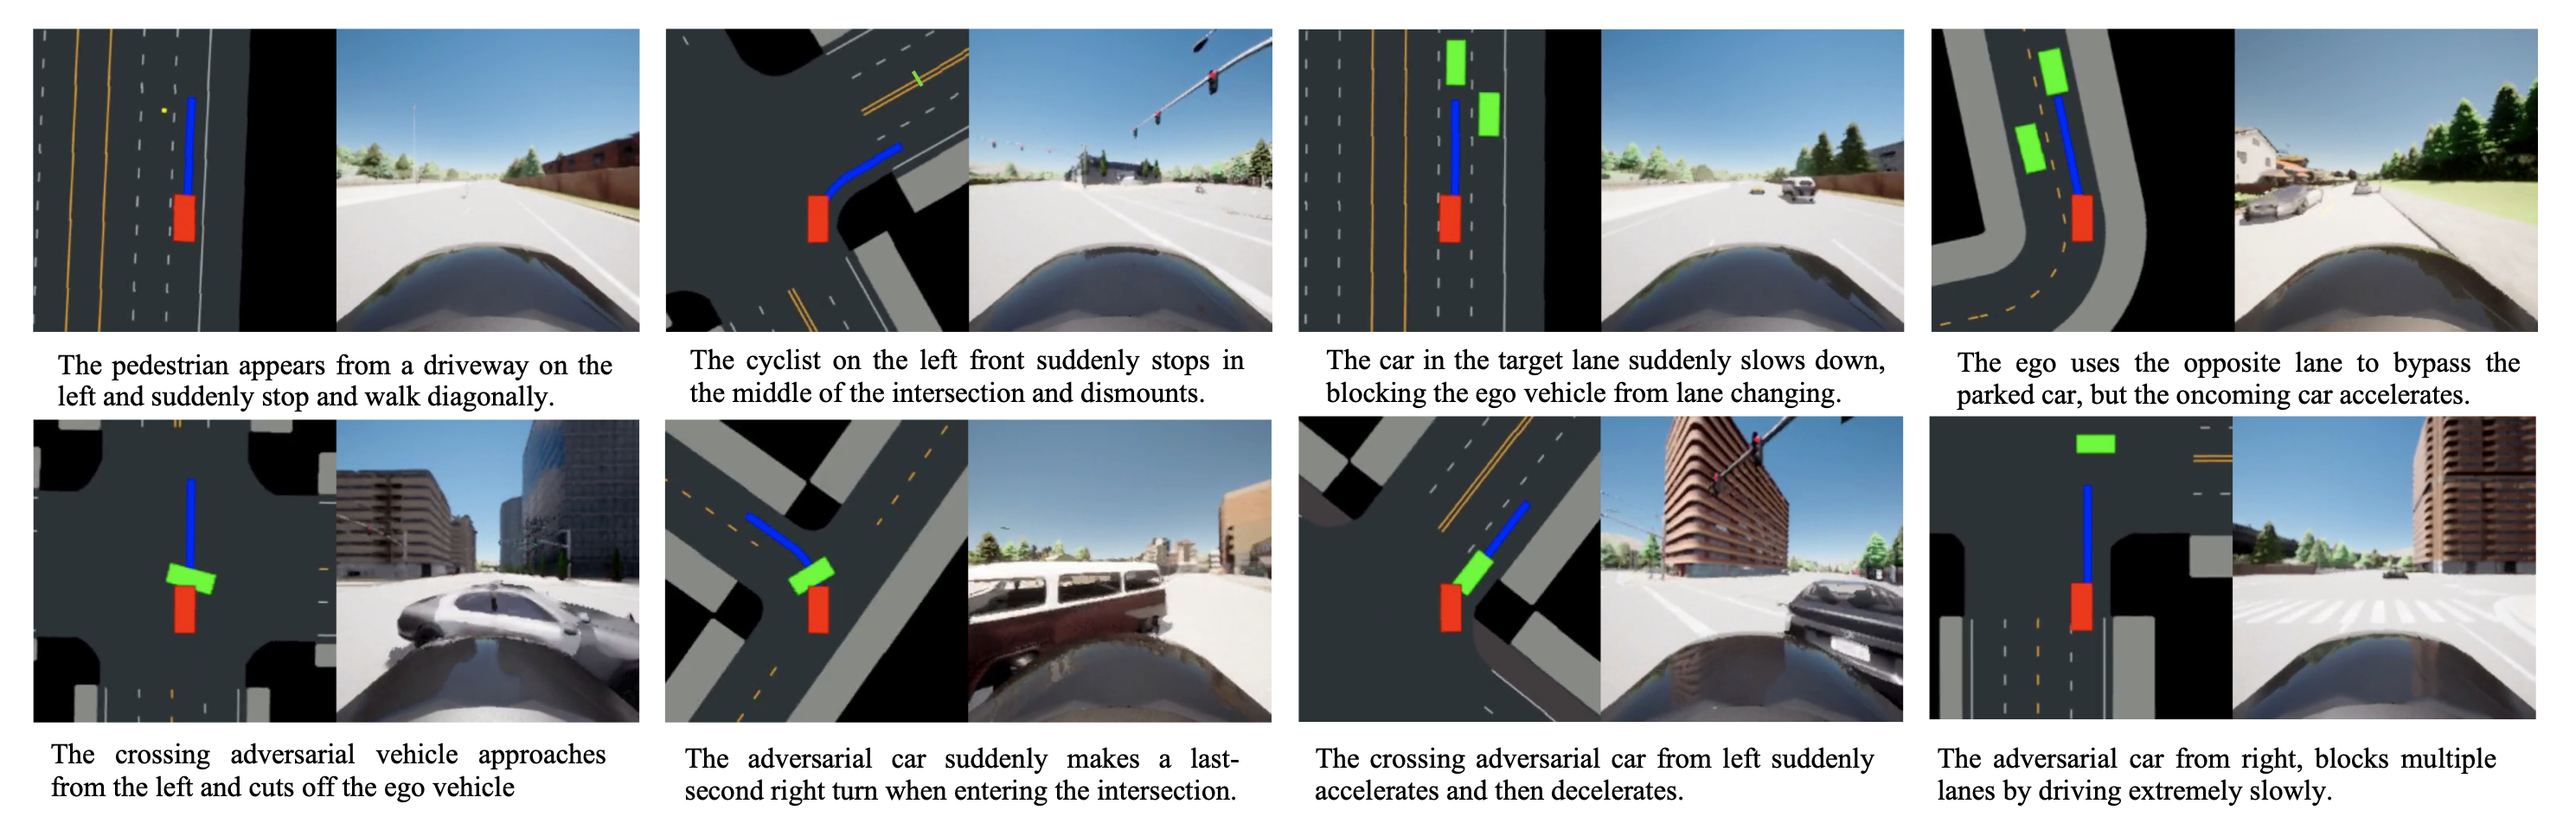 The pedestrian appears from a driveway on the
left and suddenly stop and walk diagonally.
The cyclist on the left front suddenly stops in
the middle of the intersection and dismounts.
The car in the target lane suddenly slows down,
blocking the ego vehicle from lane changing.
The ego uses the opposite lane to bypass the
parked car, but the oncoming car accelerates.
The crossing adversarial vehicle approaches
from the left and cuts off the ego vehicle
The adversarial car suddenly makes a last-
second right turn when entering the intersection.
The crossing adversarial car from left suddenly
accelerates and then decelerates.
The adversarial car from right, blocks multiple
lanes by driving extremely slowly.